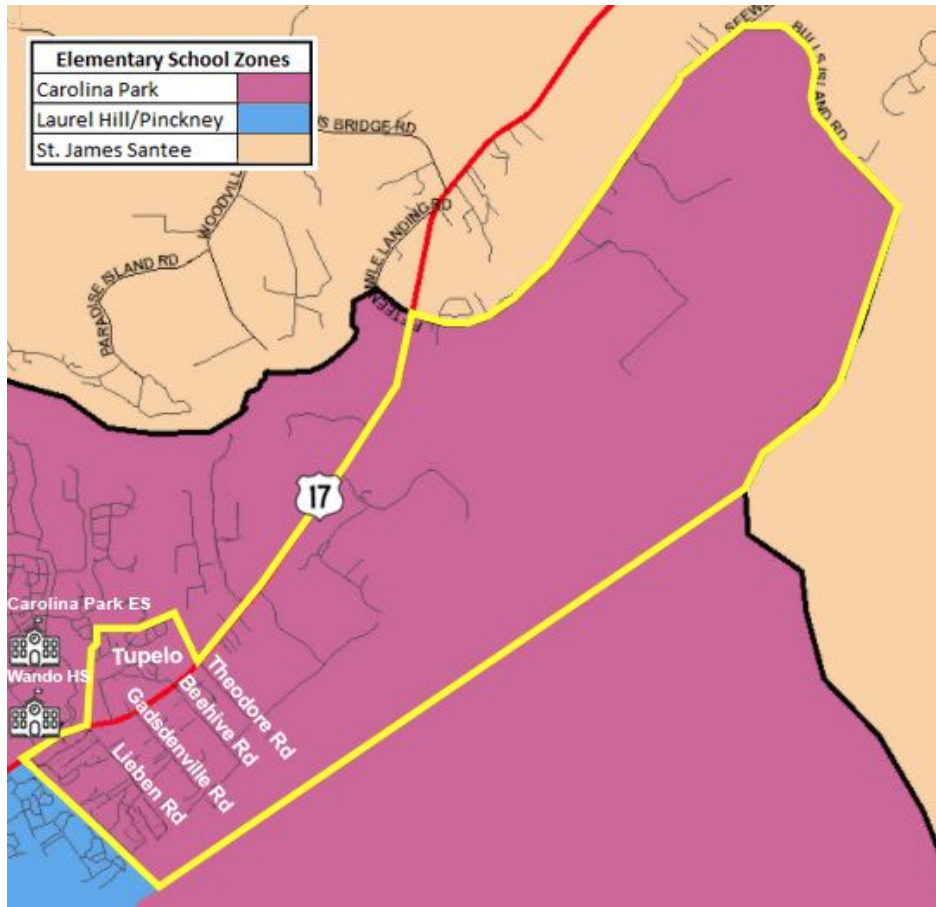 Elementary School Zones
Carolina Park
Laurel Hill/Pinckney
St. James Santee
BULLS ISLAND RD
BRIDGE RD
LANDING RD
PARADISE ISLAND RD
17
Carolina Park ES
Tupelo
Wando HS
Theodore Rd
Beehive Rd
Gadsdenville Rd
Lieben Rd